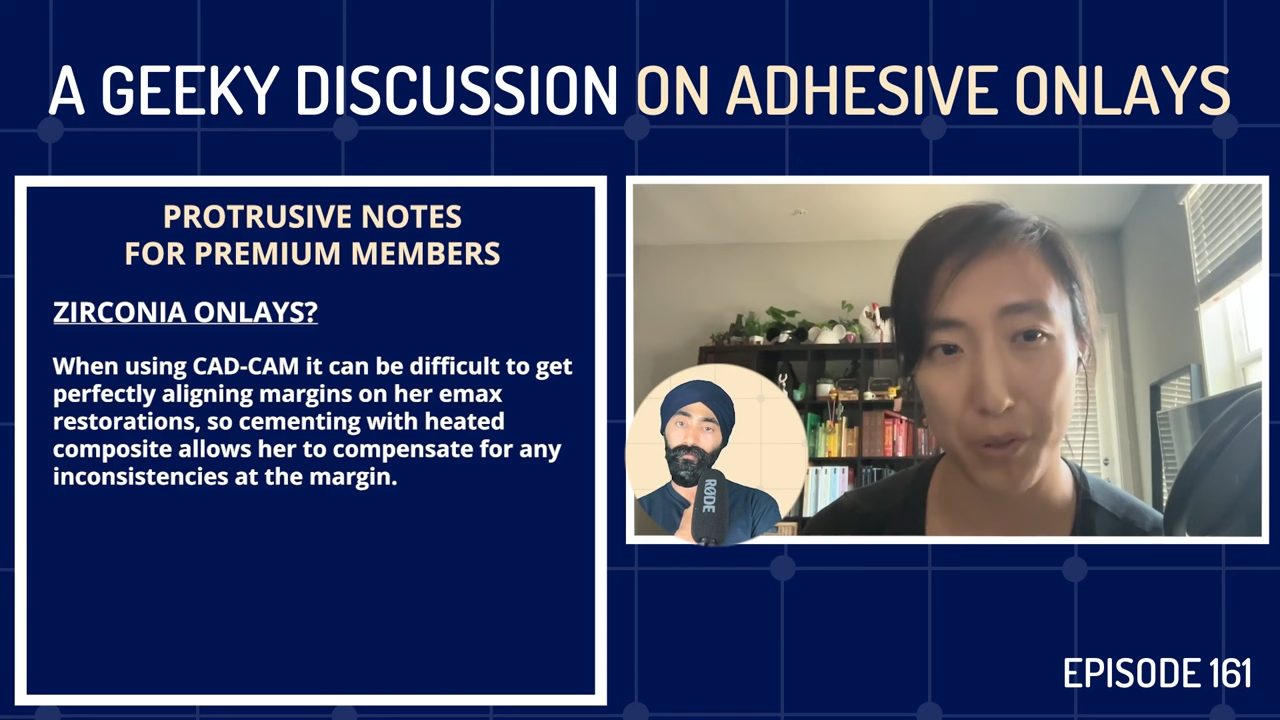 A GEEKY DISCUSSION ON ADHESIVE ONLAYS
PROTRUSIVE NOTES
FOR PREMIUM MEMBERS
ZIRCONIA ONLAYS?
When using CAD-CAM it can be difficult to get
perfectly aligning margins on her emax
restorations, so cementing with heated
composite allows her to compensate for any
inconsistencies at the margin.
RØDE
EPISODE 161